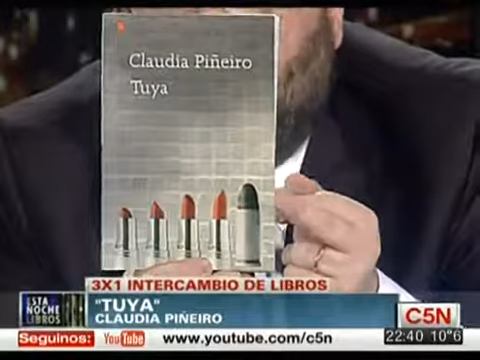 Claudia Piñeiro
Tuya
3X1 INTERCAMBIO DE LIBROS
ESTA
NOCHE
LIBROS
"TUYA"
CLAUDIA PIÑEIRO
C5N
Seguinos: YouTube www.youtube.com/c5n
22:40 10°6